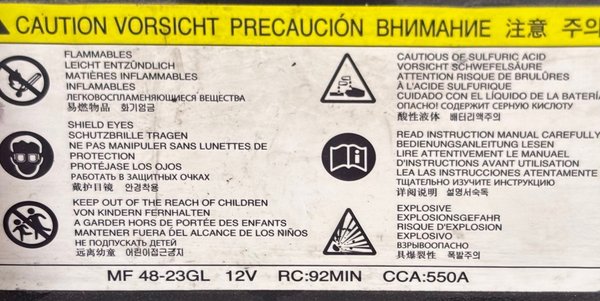 CAUTION VORSICHT PRECAUCIÓN ВНИМАНИЕ 注意 주의
FLAMMABLES
LEICHT ENTZÜNDLICH
MATIÈRES INFLAMMABLES
INFLAMABLES
ЛЕГКОВОСПЛАМЕНЯЮЩИЕСЯ ВЕЩЕСТВА
易燃物品 화기엄금
SHIELD EYES
SCHUTZBRILLE TRAGEN
NE PAS MANIPULER SANS LUNETTES DE
PROTECTION
PROTÉJASE LOS OJOS
РАБОТАТЬ В ЗАЩИТНЫХ ОЧКАХ
戴护目镜 안경착용
KEEP OUT OF THE REACH OF CHILDREN
VON KINDERN FERNHALTEN
A GARDER HORS DE PORTÉE DES ENFANTS
MANTENER FUERA DEL ALCANCE DE LOS NIÑOS
НЕ ПОДПУСКАТЬ ДЕТЕЙ
远离幼童 어린이접근금지
CAUTIOUS OF SULFURIC ACID
VORSICHT SCHWEFELSÄURE
ATTENTION RISQUE DE BRULÛRES
À L'ACIDE SULFURIQUE
CUIDADO CON EL LÍQUIDO DE LA BATERÍA
ОПАСНО! СОДЕРЖИТ СЕРНУЮ КИСЛОТУ
酸性液体 배터리액주의
READ INSTRUCTION MANUAL CAREFULLY
BEDIENUNGSANLEITUNG LESEN
LIRE ATTENTIVEMENT LE MANUAEL
D'INSTRUCTIONS AVANT UTILISATION
LEA LAS INSTRUCCIONES ATENTAMENTE
ТЩАТЕЛЬНО ИЗУЧИТЕ ИНСТРУКЦИЮ
详阅说明 설명서숙독
EXPLOSIVE
EXPLOSIONSGEFAHR
RISQUE D'EXPLOSION
EXPLOSIVO
ВЗРЫВООПАСНО
具爆裂性 폭발주의
MF 48-23GL 12V RC:92MIN CCA:550A